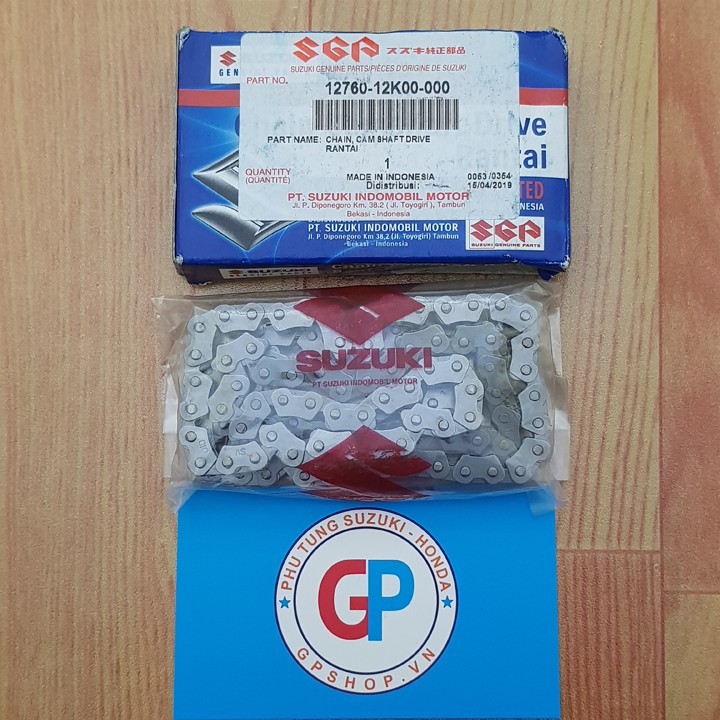 SUZUKI
GEN
SGP スズキ純正部品
SUZUKI GENUINE PARTS/PIÈCES D'ORIGINE DE SUZUKI
PART NO. 12760-12K00-000
PART NAME: CHAIN, CAM SHAFT DRIVE
RANTAI
QUANTITY 1
(QUANTITÉ) MADE IN INDONESIA 0053 /0354
Didistribusi: 15/04/2019
PT. SUZUKI INDOMOBIL MOTOR
Jl. P. Diponegoro Km. 38.2 ( Jl. Toyogiri ), Tambun
Bekasi - Indonesia
PT. SUZUKI INDOMOBIL MOTOR
Jl. P. Diponegoro Km 38,2 (Jl. Toyogiri) Tambun
Bekasi - Indonesia
SGP
SUZUKI GENUINE PARTS
SUZUKI
SUZUKI
PT SUZUKI INDOMOBIL MOTOR
PHU TUNG SUZUKI - HONDA
GP
GPSHOP.VN